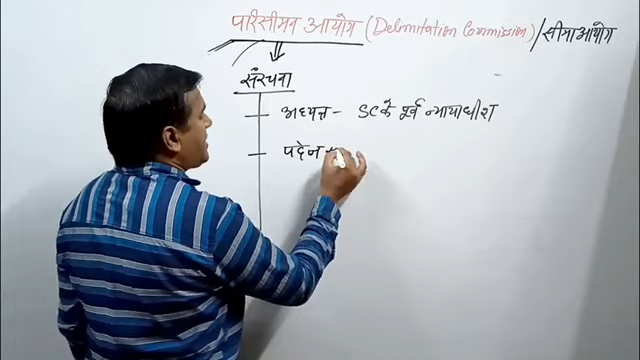 परिसीमन आयोग (Delimitation Commission) / सीमा आयोग
संरचना
अध्यक्ष - SC के पूर्व न्यायाधीश
पदेन